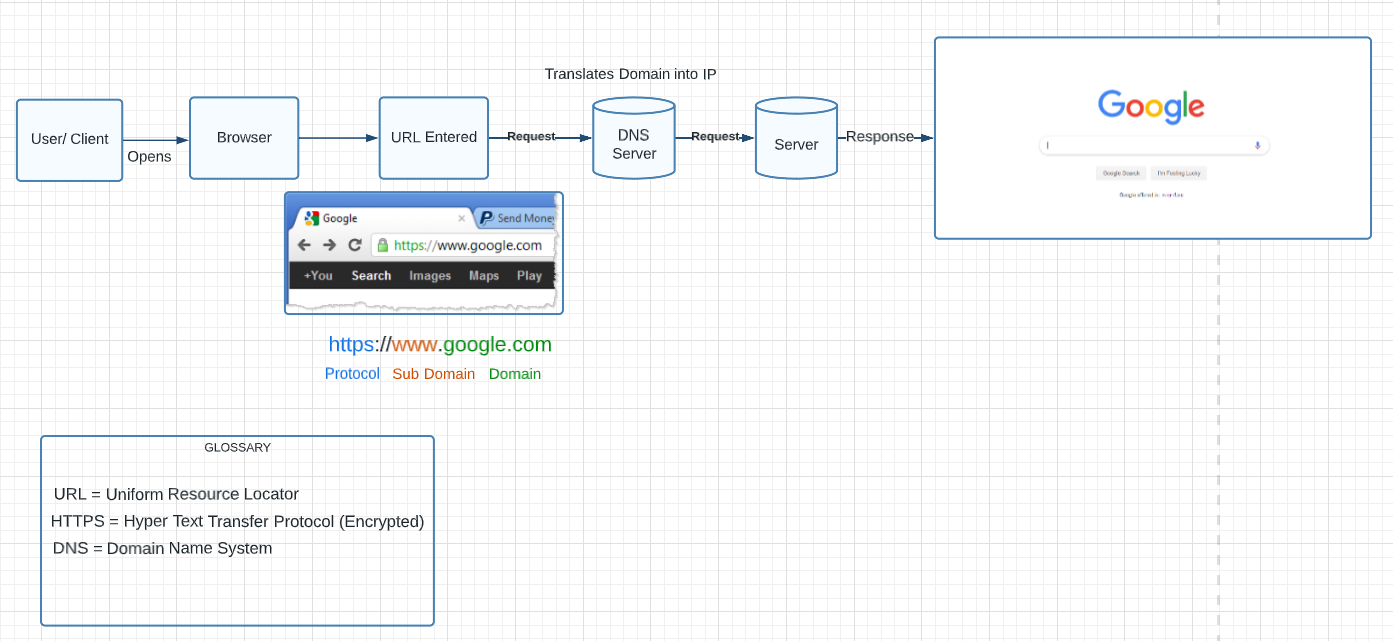 Translates Domain into IP
User/ Client
Opens
Browser
URL Entered
Request
DNS
Server
Request
Server
Response
Google
Google Search
I'm Feeling Lucky
Google offered in:
Google
Send Money
https://www.google.com
+You
Search
Images
Maps
Play
https://www.google.com
Protocol
Sub Domain
Domain
GLOSSARY
URL = Uniform Resource Locator
HTTPS = Hyper Text Transfer Protocol (Encrypted)
DNS = Domain Name System